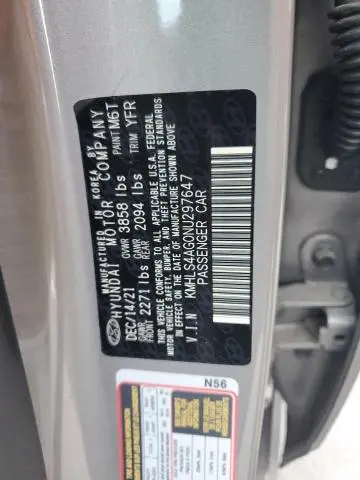 MANUFACTURED IN KOREA BY
HYUNDAI MOTOR COMPANY
DEC/14/21 GVWR 3858 lbs PAINT M6T
GAWR FRONT 2271 lbs GAWR REAR 2094 lbs TRIM YFR
THIS VEHICLE CONFORMS TO ALL APPLICABLE U.S.A. FEDERAL
MOTOR VEHICLE SAFETY, BUMPER, AND THEFT PREVENTION STANDARDS
IN EFFECT ON THE DATE OF MANUFACTURE SHOWN ABOVE
V.I.N KMHLS4AG0NU297647
PASSENGER CAR
N56